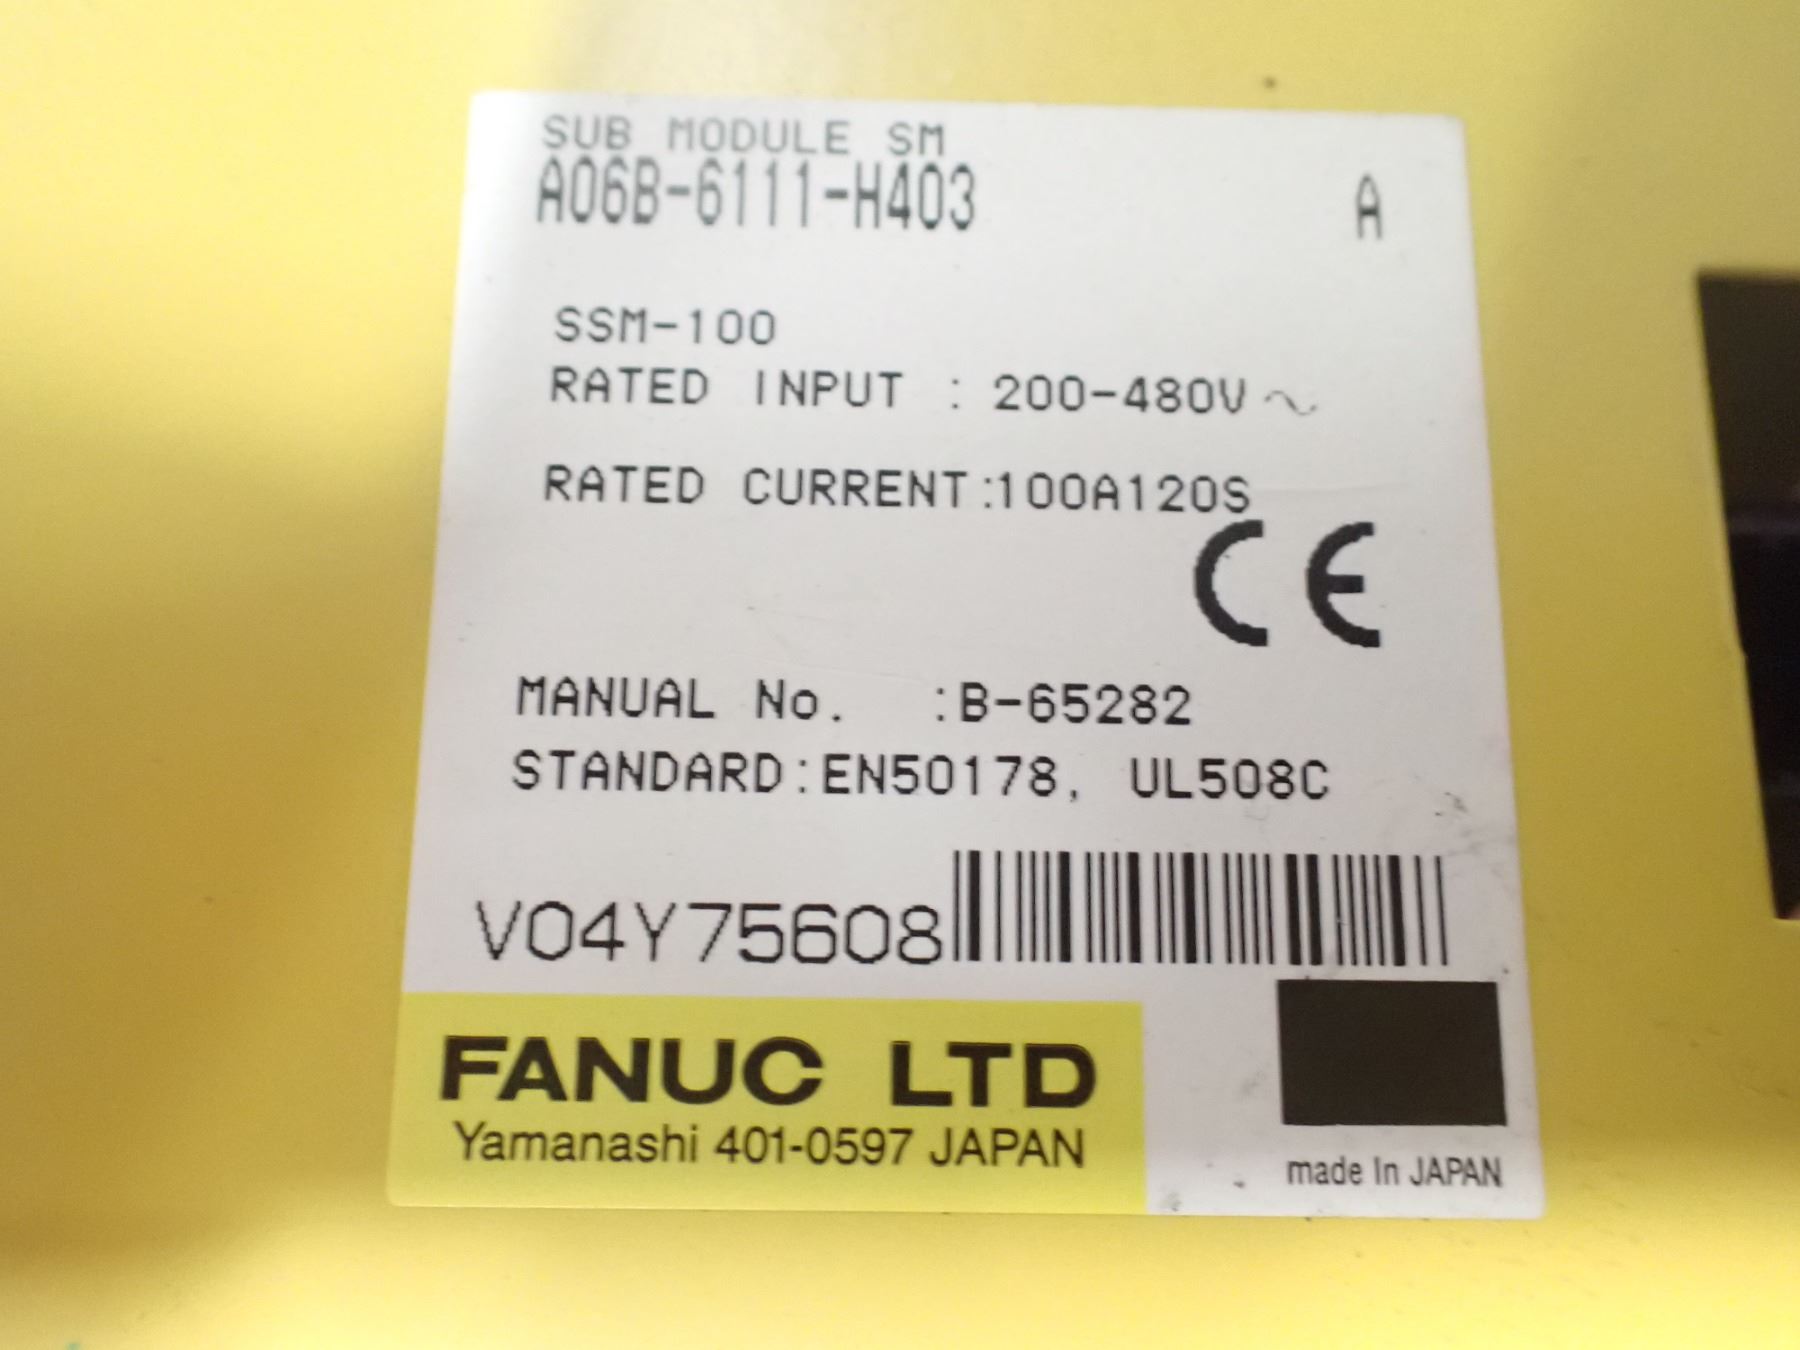 SUB MODULE SM
A06B-6111-H403 A
SSM-100
RATED INPUT : 200-480V~
RATED CURRENT:100A120S
CE
MANUAL No. :B-65282
STANDARD:EN50178, UL508C
V04Y75608
FANUC LTD
Yamanashi 401-0597 JAPAN
made In JAPAN